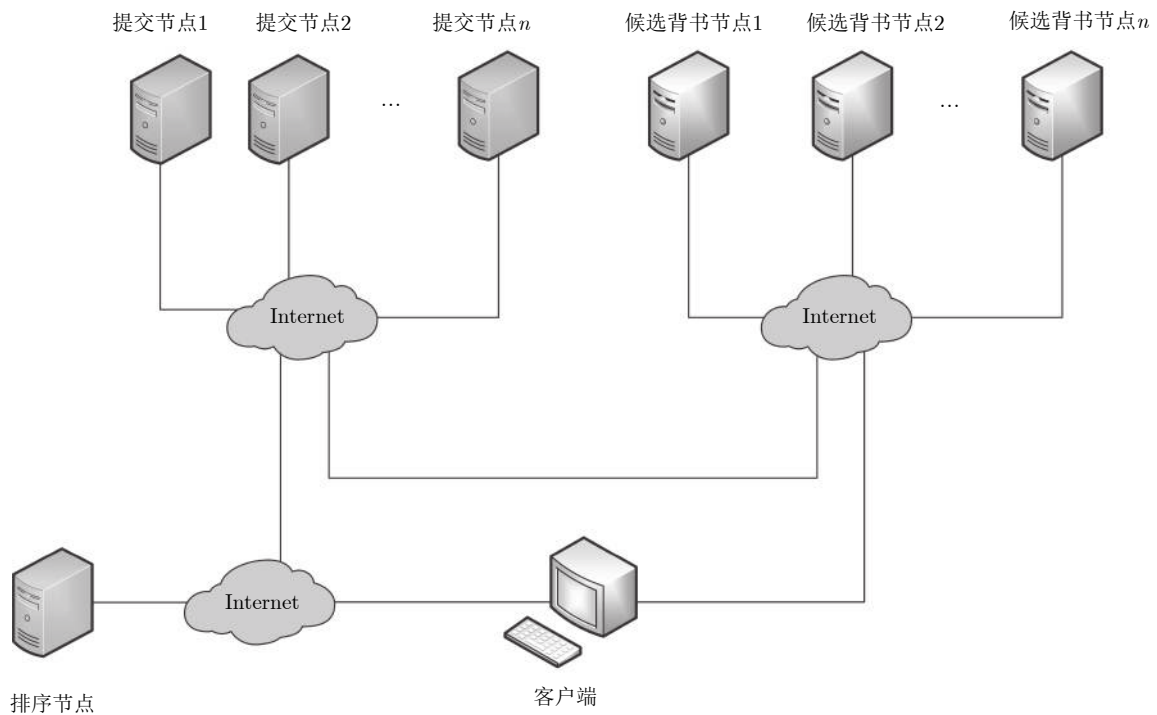 提交节点1
提交节点2
提交节点n
候选背书节点1
候选背书节点2
候选背书节点n
...
...
Internet
Internet
Internet
排序节点
客户端